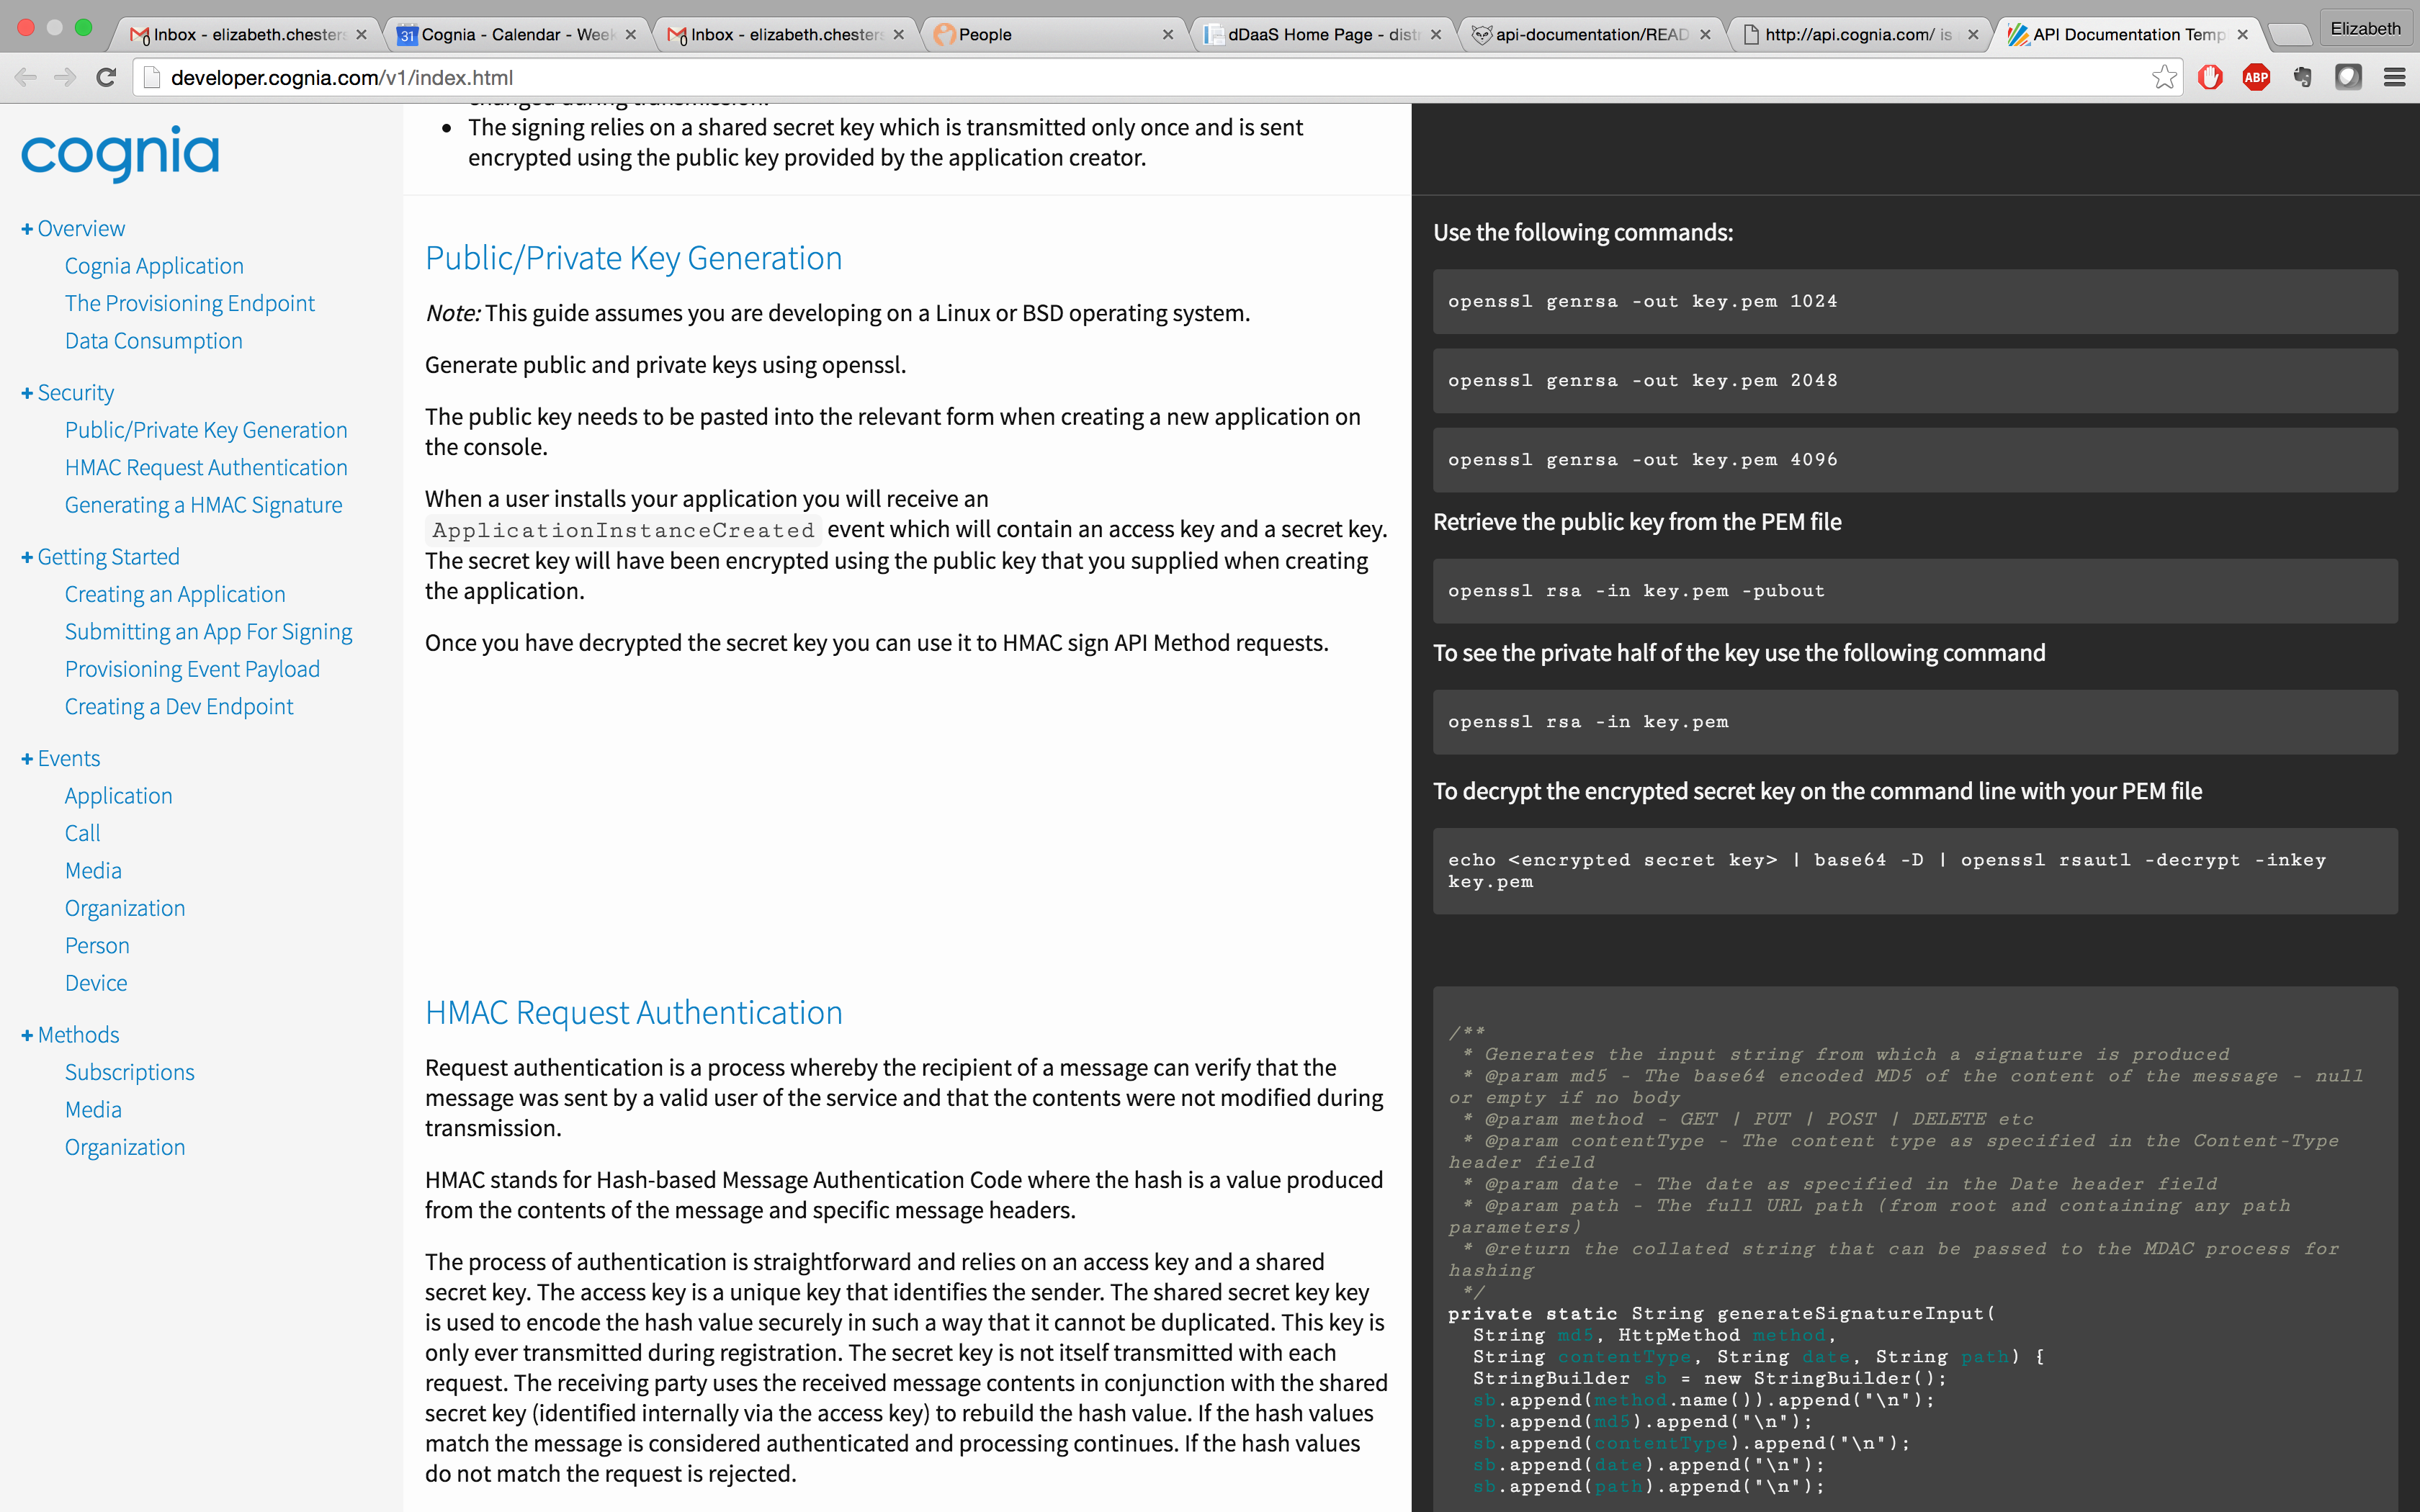 Inbox - elizabeth.chesters
Cognia - Calendar - Week
Inbox - elizabeth.chesters
People
dDaaS Home Page - dist
api-documentation/READ
http://api.cognia.com/ is
API Documentation Temp
Elizabeth
developer.cognia.com/v1/index.html
ABP
cognia
+ Overview
Cognia Application
The Provisioning Endpoint
Data Consumption
+ Security
Public/Private Key Generation
HMAC Request Authentication
Generating a HMAC Signature
+ Getting Started
Creating an Application
Submitting an App For Signing
Provisioning Event Payload
Creating a Dev Endpoint
+ Events
Application
Call
Media
Organization
Person
Device
+ Methods
Subscriptions
Media
Organization
changed during transmission.
• The signing relies on a shared secret key which is transmitted only once and is sent
encrypted using the public key provided by the application creator.
Public/Private Key Generation
Note: This guide assumes you are developing on a Linux or BSD operating system.
Generate public and private keys using openssl.
The public key needs to be pasted into the relevant form when creating a new application on
the console.
When a user installs your application you will receive an
ApplicationInstanceCreated event which will contain an access key and a secret key.
The secret key will have been encrypted using the public key that you supplied when creating
the application.
Once you have decrypted the secret key you can use it to HMAC sign API Method requests.
HMAC Request Authentication
Request authentication is a process whereby the recipient of a message can verify that the
message was sent by a valid user of the service and that the contents were not modified during
transmission.
HMAC stands for Hash-based Message Authentication Code where the hash is a value produced
from the contents of the message and specific message headers.
The process of authentication is straightforward and relies on an access key and a shared
secret key. The access key is a unique key that identifies the sender. The shared secret key key
is used to encode the hash value securely in such a way that it cannot be duplicated. This key is
only ever transmitted during registration. The secret key is not itself transmitted with each
request. The receiving party uses the received message contents in conjunction with the shared
secret key (identified internally via the access key) to rebuild the hash value. If the hash values
match the message is considered authenticated and processing continues. If the hash values
do not match the request is rejected.
Use the following commands:
openssl genrsa -out key.pem 1024
openssl genrsa -out key.pem 2048
openssl genrsa -out key.pem 4096
Retrieve the public key from the PEM file
openssl rsa -in key.pem -pubout
To see the private half of the key use the following command
openssl rsa -in key.pem
To decrypt the encrypted secret key on the command line with your PEM file
echo <encrypted secret key> | base64 -D | openssl rsautl -decrypt -inkey
key.pem
/**
* Generates the input string from which a signature is produced
* @param md5 - The base64 encoded MD5 of the content of the message - null
or empty if no body
* @param method - GET | PUT | POST | DELETE etc
* @param contentType - The content type as specified in the Content-Type
header field
* @param date - The date as specified in the Date header field
* @param path - The full URL path (from root and containing any path
parameters)
* @return the collated string that can be passed to the MDAC process for
hashing
*/
private static String generateSignatureInput(
String md5, HttpMethod method,
String contentType, String date, String path) {
StringBuilder sb = new StringBuilder();
sb.append(method.name()).append("\n");
sb.append(md5).append("\n");
sb.append(contentType).append("\n");
sb.append(date).append("\n");
sb.append(path).append("\n");